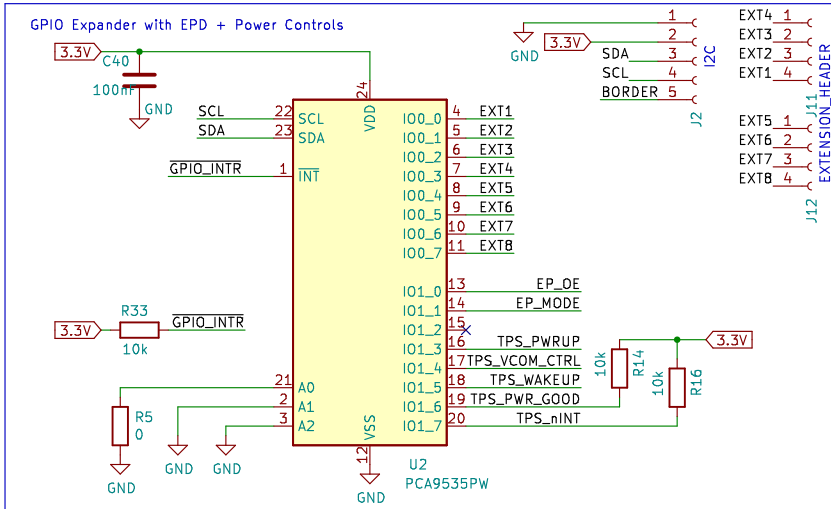 GPIO Expander with EPD + Power Controls
3.3V
C40
100nF
GND
24
VDD
SCL 22 SCL
SDA 23 SDA
GPIO_INTR 1 INT
IO0_0 4 EXT1
IO0_1 5 EXT2
IO0_2 6 EXT3
IO0_3 7 EXT4
IO0_4 8 EXT5
IO0_5 9 EXT6
IO0_6 10 EXT7
IO0_7 11 EXT8
IO1_0 13 EP_OE
IO1_1 14 EP_MODE
IO1_2 15
IO1_3 16 TPS_PWRUP
IO1_4 17 TPS_VCOM_CTRL
IO1_5 18 TPS_WAKEUP
IO1_6 19 TPS_PWR_GOOD
IO1_7 20 TPS_nINT
R33
3.3V
GPIO_INTR
10k
21 A0
2 A1
3 A2
R5
0
GND
GND
GND
VSS
12
GND
U2
PCA9535PW
10k
R14
10k
R16
3.3V
GND
3.3V
1
2
SDA 3
SCL 4
BORDER 5
I2C
J2
EXT4 1
EXT3 2
EXT2 3
EXT1 4
J11
EXT5 1
EXT6 2
EXT7 3
EXT8 4
J12
EXTENSION_HEADER